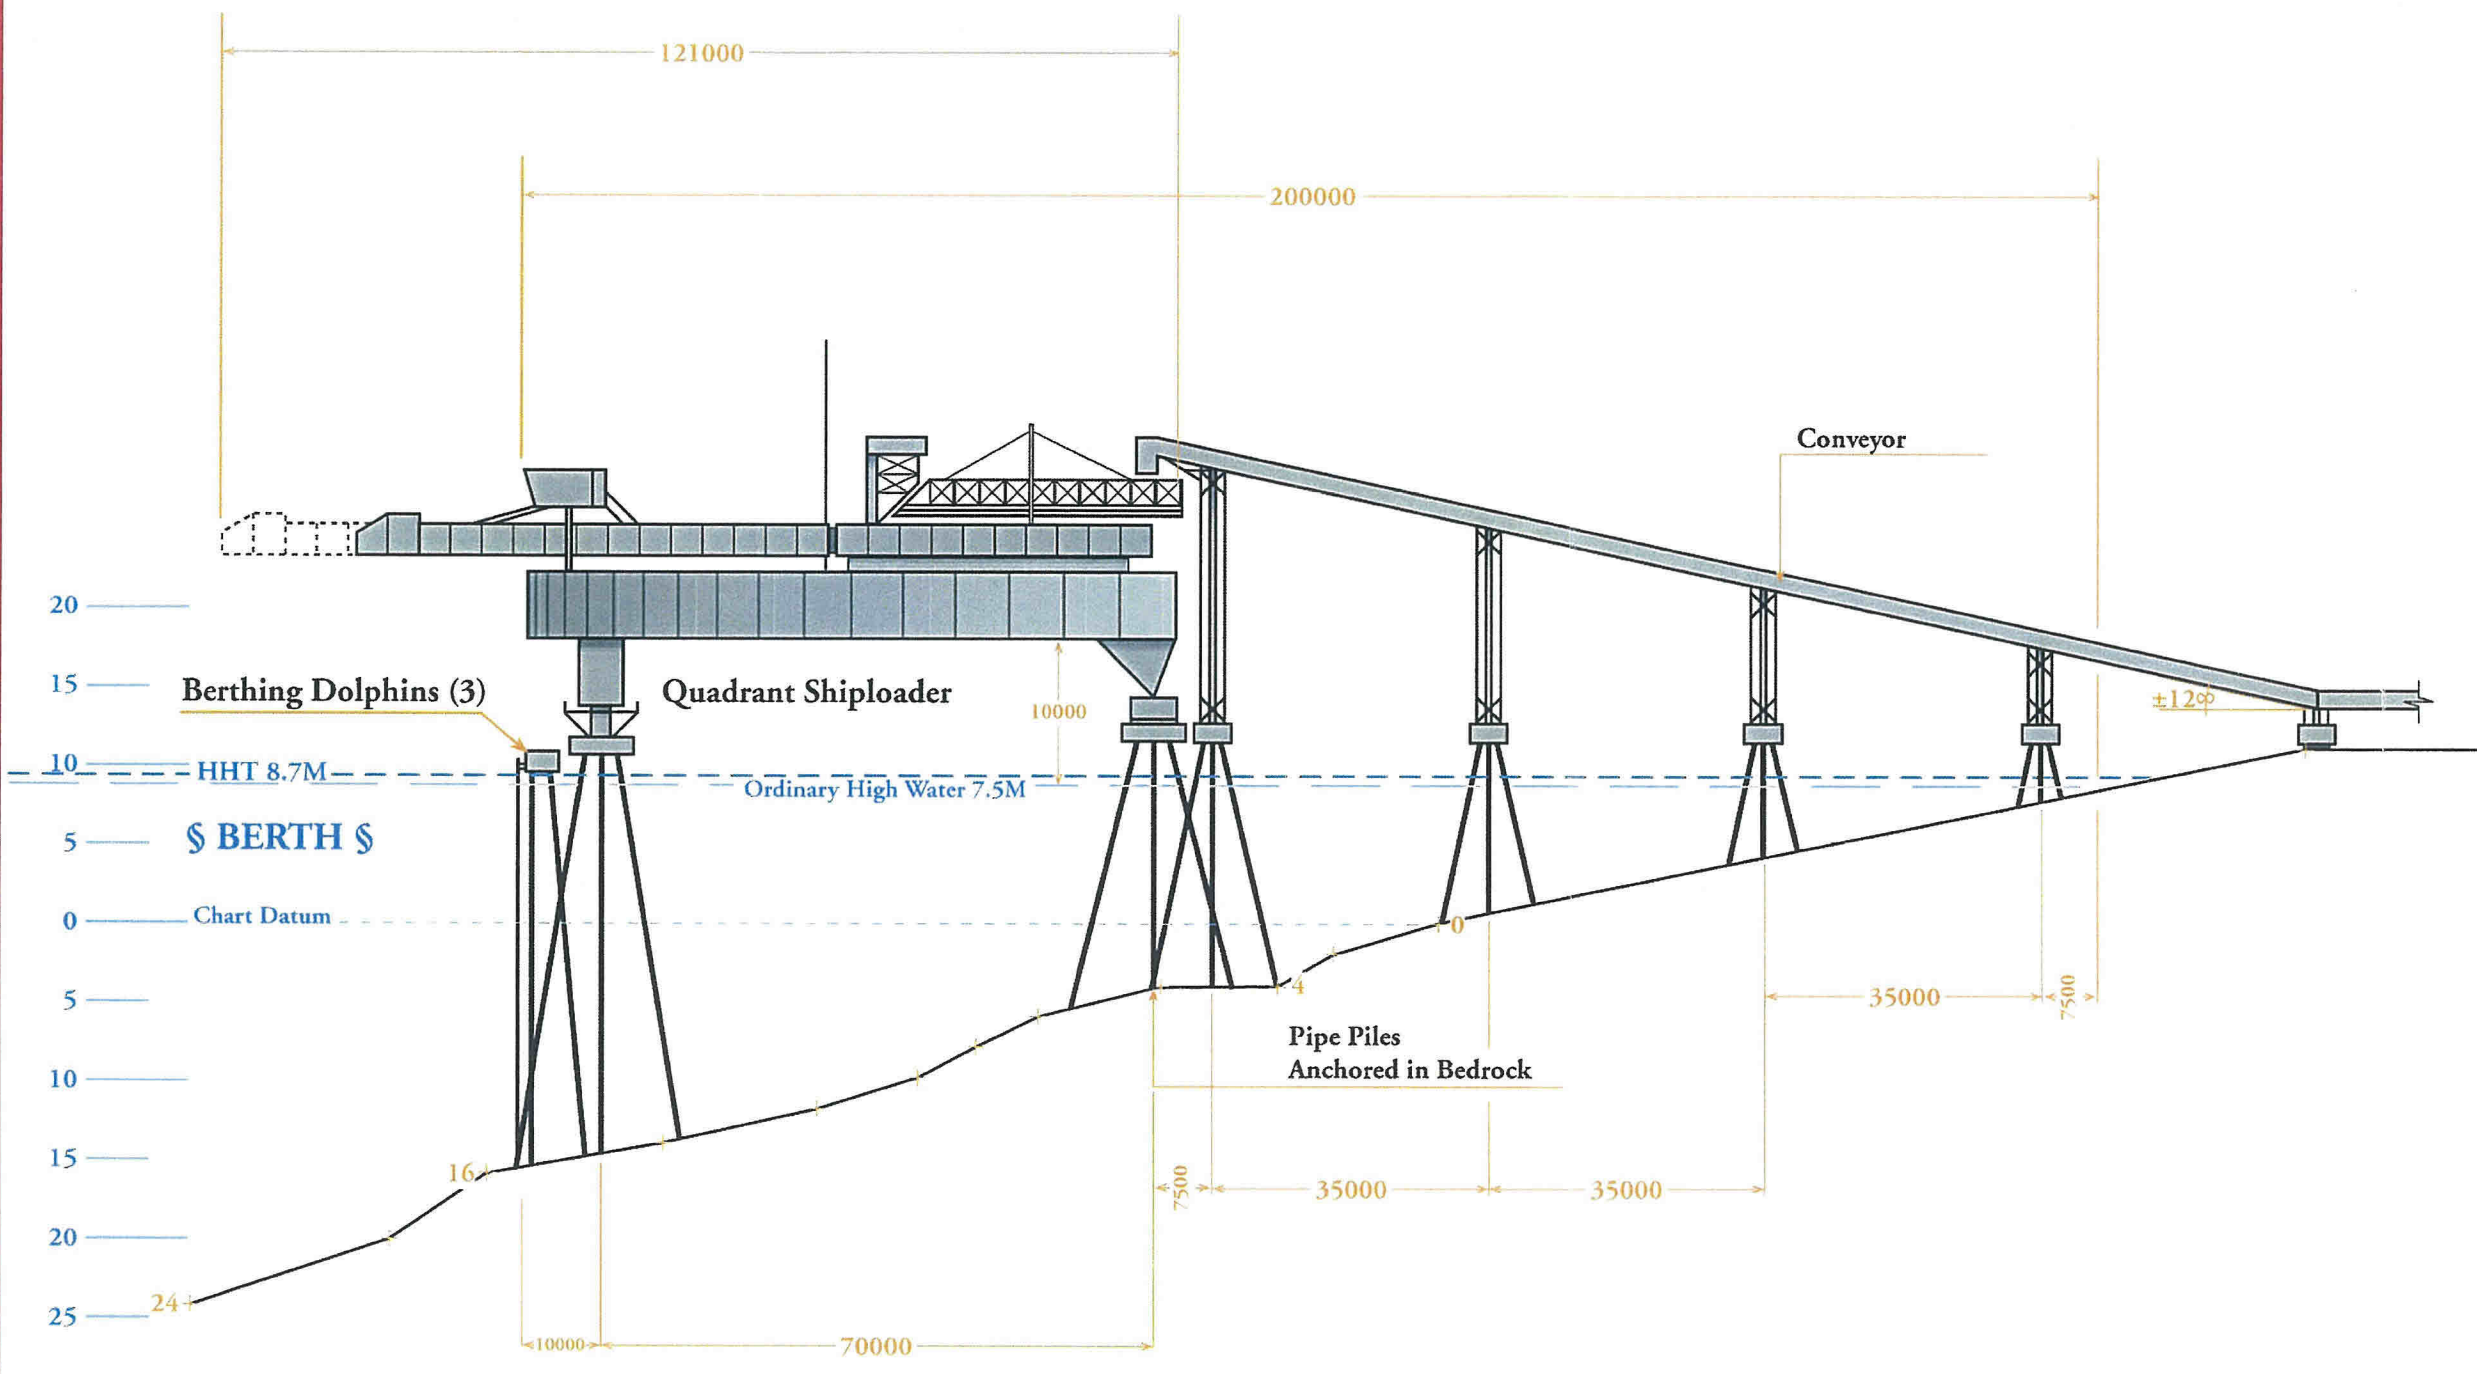 121000
200000
Conveyor
20
15
Berthing Dolphins (3)
Quadrant Shiploader
10000
±12∞
10
HHT 8.7M
Ordinary High Water 7.5M
5
§ BERTH §
0
Chart Datum
0
5
4
35000
7500
Pipe Piles
Anchored in Bedrock
10
15
16
7500
35000
35000
20
24
25
10000
70000